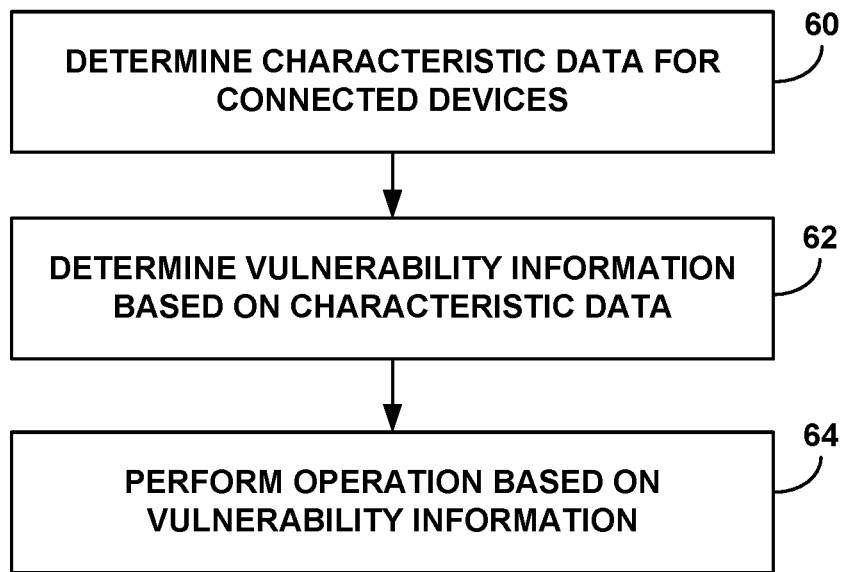 60
DETERMINE CHARACTERISTIC DATA FOR
CONNECTED DEVICES
62
DETERMINE VULNERABILITY INFORMATION
BASED ON CHARACTERISTIC DATA
64
PERFORM OPERATION BASED ON
VULNERABILITY INFORMATION